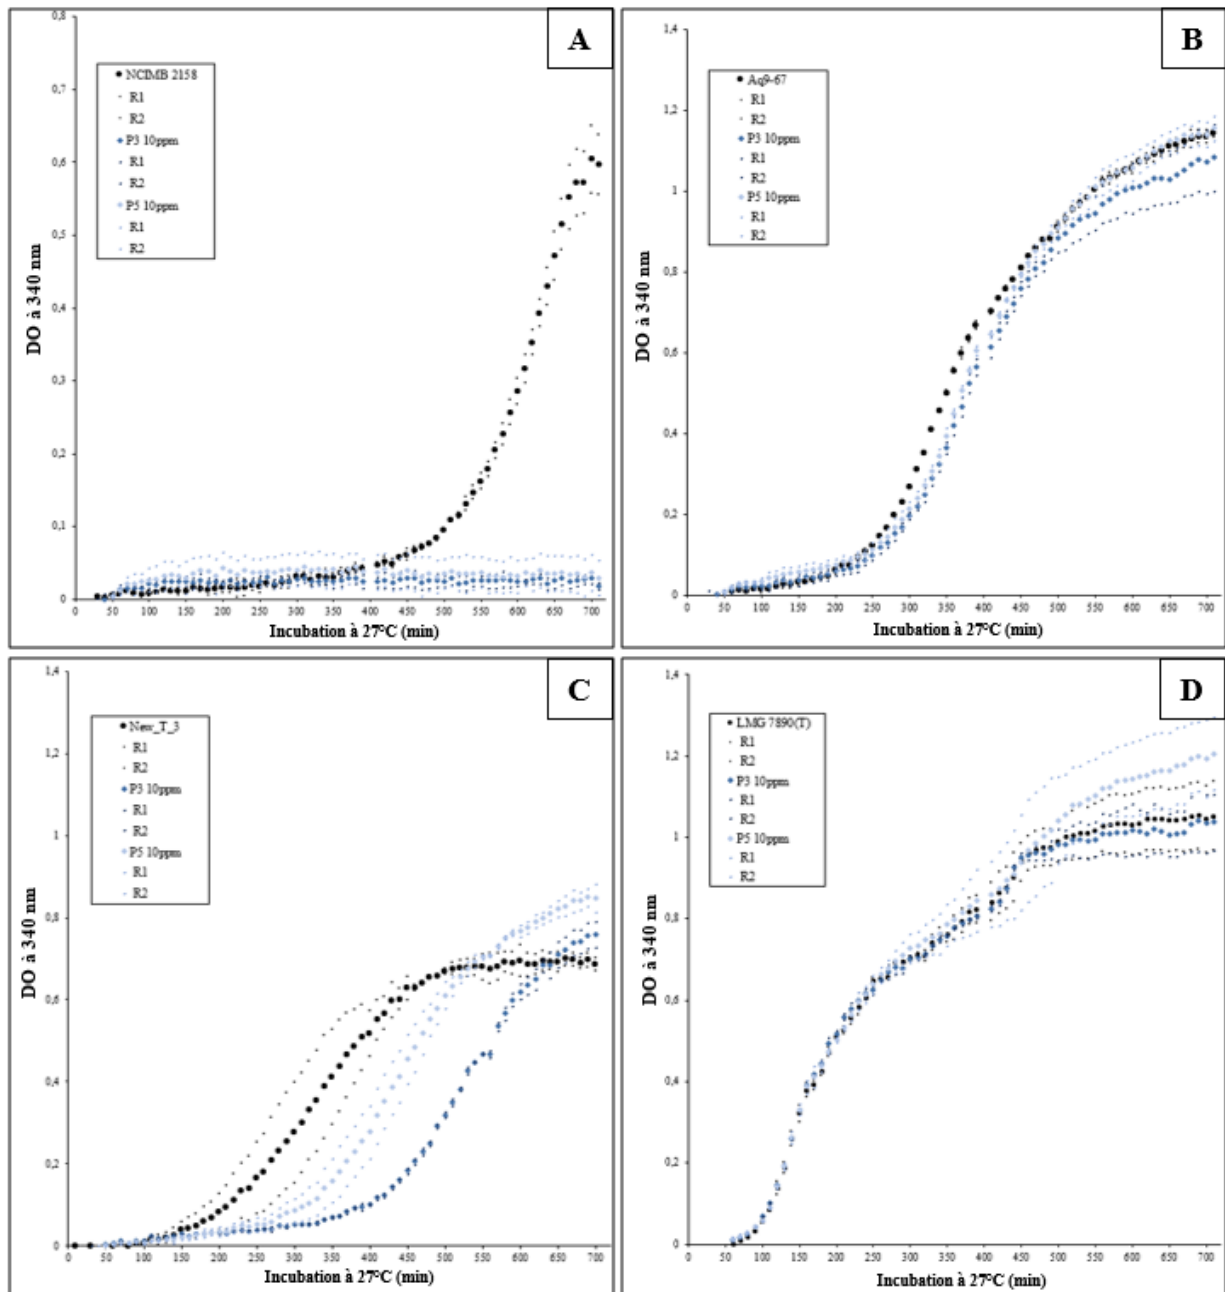 A
0,8
0,7
0,6
0,5
0,4
0,3
0,2
0,1
0
DO à 340 nm
NCIMB 2158
R1
R2
P3 10ppm
R1
R2
P5 10ppm
R1
R2
0 50 100 150 200 250 300 350 400 450 500 550 600 650 700
Incubation à 27°C (min)
B
1,4
1,2
1
0,8
0,6
0,4
0,2
0
DO à 340 nm
Aq9-67
R1
R2
P3 10ppm
R1
R2
P5 10ppm
R1
R2
0 50 100 150 200 250 300 350 400 450 500 550 600 650 700
Incubation à 27°C (min)
C
1,4
1,2
1
0,8
0,6
0,4
0,2
0
DO à 340 nm
New_T_3
R1
R2
P3 10ppm
R1
R2
P5 10ppm
R1
R2
0 50 100 150 200 250 300 350 400 450 500 550 600 650 700
Incubation à 27°C (min)
D
1,4
1,2
1
0,8
0,6
0,4
0,2
0
DO à 340 nm
LMG 7890(T)
R1
R2
P3 10ppm
R1
R2
P5 10ppm
R1
R2
0 50 100 150 200 250 300 350 400 450 500 550 600 650 700
Incubation à 27°C (min)